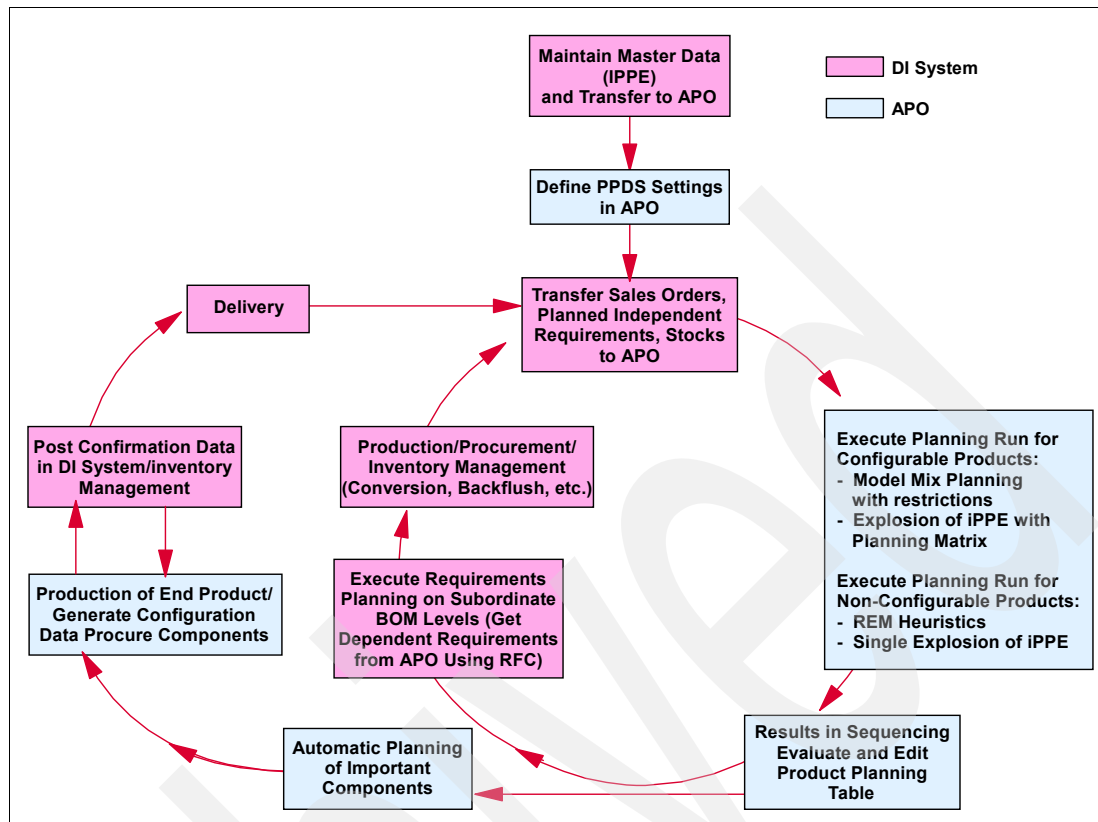 Maintain Master Data
(IPPE)
and Transfer to APO
DI System
APO
Define PPDS Settings
in APO
Delivery
Transfer Sales Orders,
Planned Independent
Requirements, Stocks
to APO
Post Confirmation Data
in DI System/inventory
Management
Production/Procurement/
Inventory Management
(Conversion, Backflush, etc.)
Execute Planning Run for
Configurable Products:
- Model Mix Planning
with restrictions
- Explosion of iPPE with
Planning Matrix
Execute Planning Run for
Non-Configurable Products:
- REM Heuristics
- Single Explosion of iPPE
Production of End Product/
Generate Configuration
Data Procure Components
Execute Requirements
Planning on Subordinate
BOM Levels (Get
Dependent Requirements
from APO Using RFC)
Automatic Planning
of Important
Components
Results in Sequencing
Evaluate and Edit
Product Planning
Table